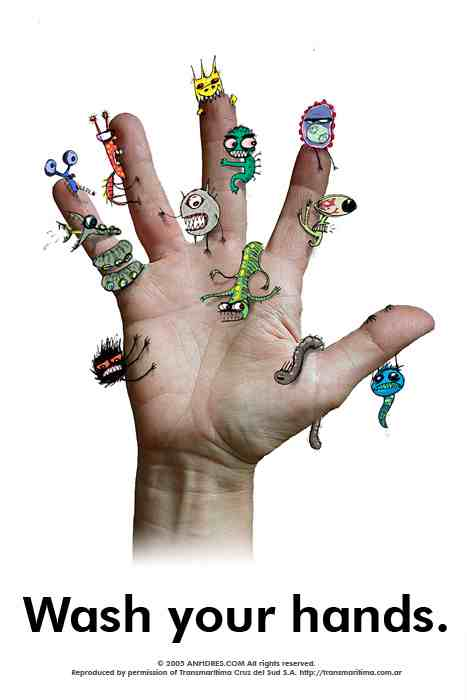 Wash your hands.
© 2005 ANFIDRES.COM All rights reserved.
Reproduced by permission of Transmarítima Cruz del Sud S.A. http://transmaritima.com.ar